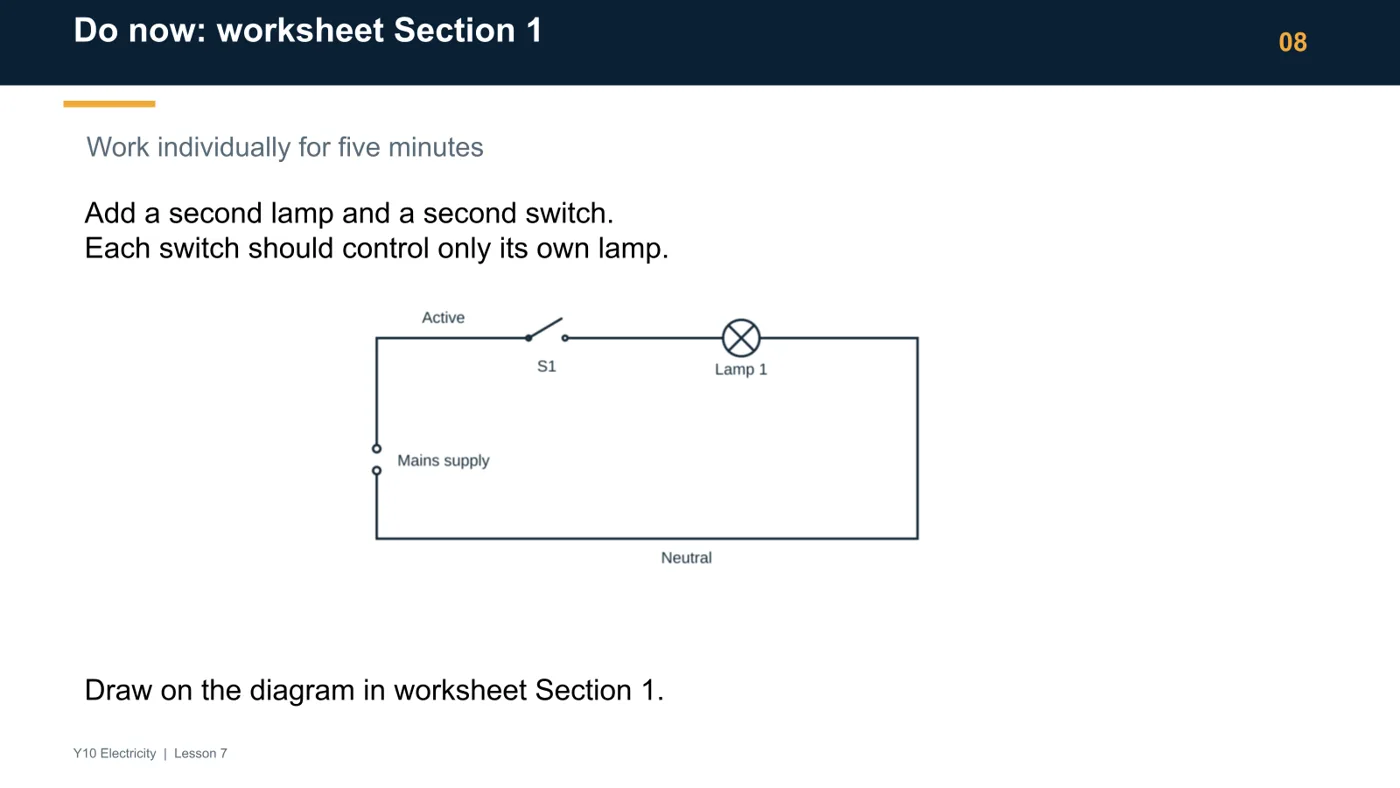 Do now: worksheet Section 1
08
Work individually for five minutes
Add a second lamp and a second switch.
Each switch should control only its own lamp.
Active
S1
Lamp 1
Mains supply
Neutral
Draw on the diagram in worksheet Section 1.
Y10 Electricity | Lesson 7